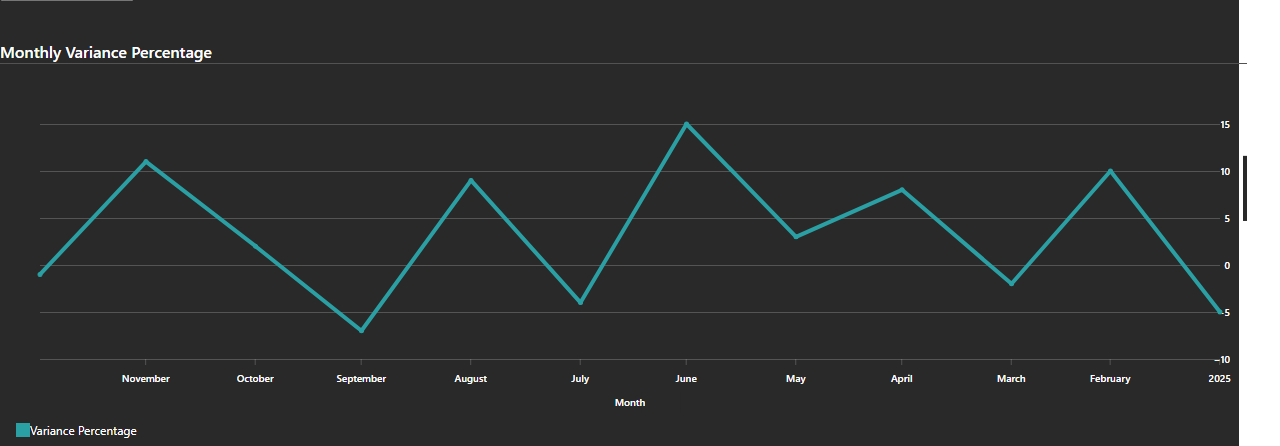 Monthly Variance Percentage
15
10
5
0
-5
−10
November October September August July June May April March February 2025
Month
Variance Percentage